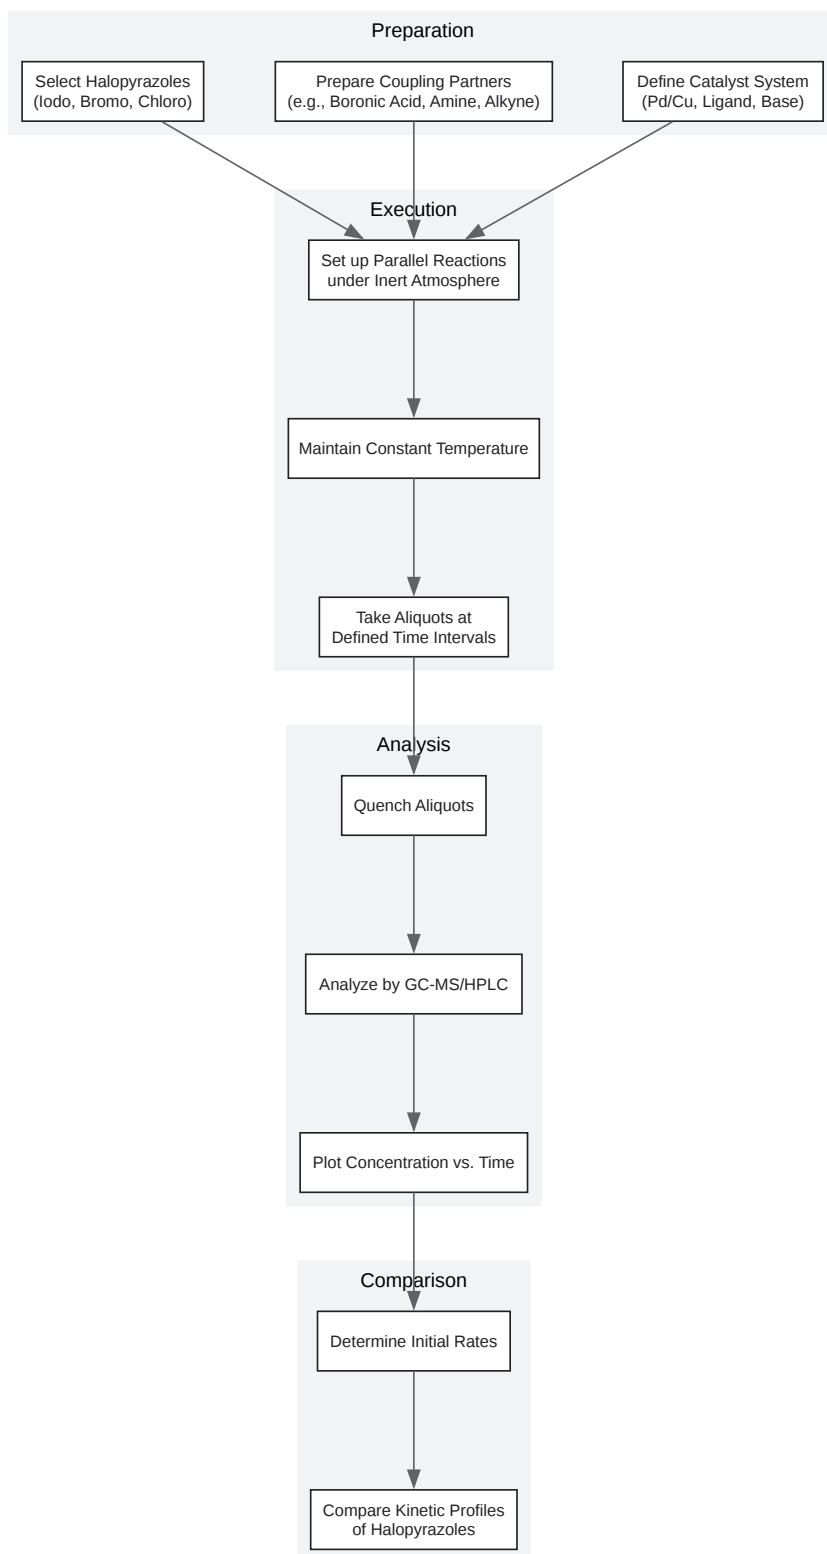 Preparation
Select Halopyrazoles
(Iodo, Bromo, Chloro)
Prepare Coupling Partners
(e.g., Boronic Acid, Amine, Alkyne)
Define Catalyst System
(Pd/Cu, Ligand, Base)
Execution
Set up Parallel Reactions
under Inert Atmosphere
Maintain Constant Temperature
Take Aliquots at
Defined Time Intervals
Analysis
Quench Aliquots
Analyze by GC-MS/HPLC
Plot Concentration vs. Time
Comparison
Determine Initial Rates
Compare Kinetic Profiles
of Halopyrazoles